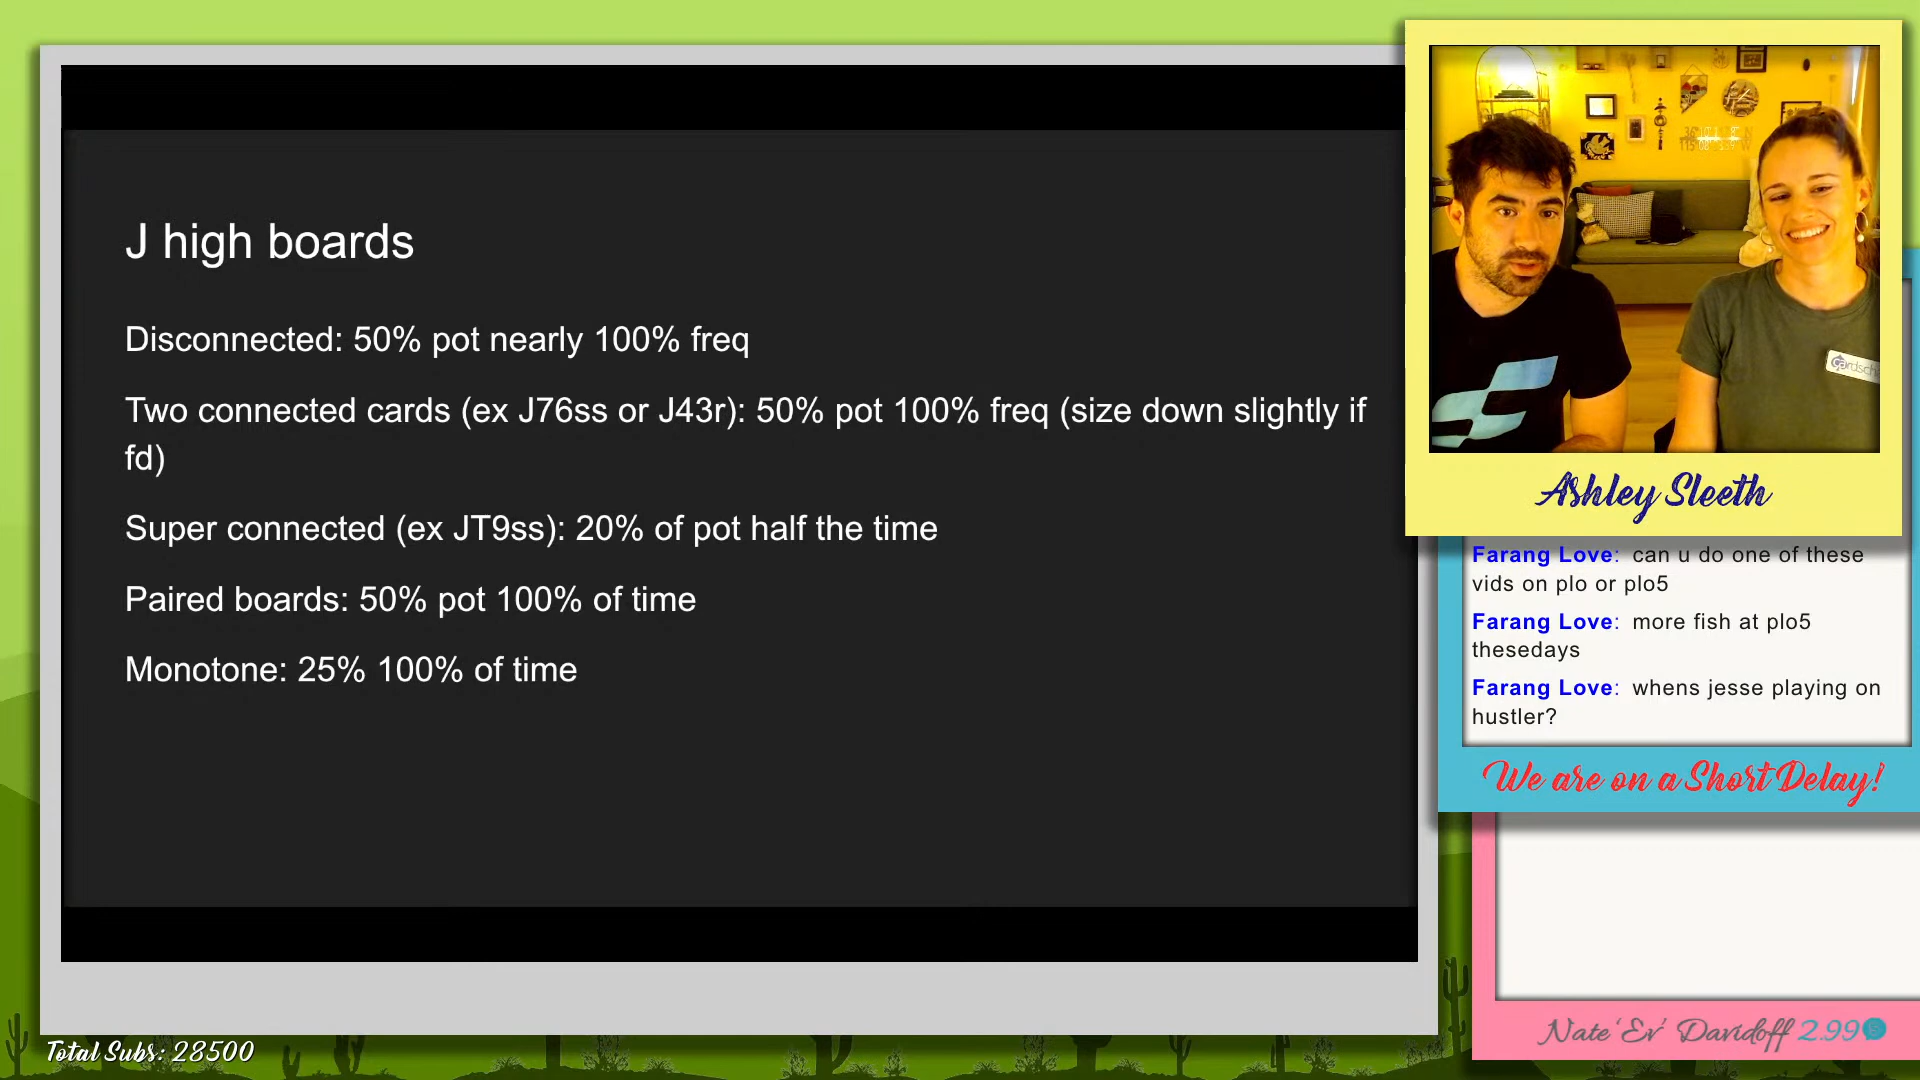 J high boards
Disconnected: 50% pot nearly 100% freq
Two connected cards (ex J76ss or J43r): 50% pot 100% freq (size down slightly if
fd)
Super connected (ex JT9ss): 20% of pot half the time
Paired boards: 50% pot 100% of time
Monotone: 25% 100% of time
Ashley Sleeth
Farang Love: can u do one of these
vids on plo or plo5
Farang Love: more fish at plo5
thesedays
Farang Love: whens jesse playing on
hustler?
We are on a Short Delay!
Nate 'Ev' Davidoff 2.99
Total Subs: 28500